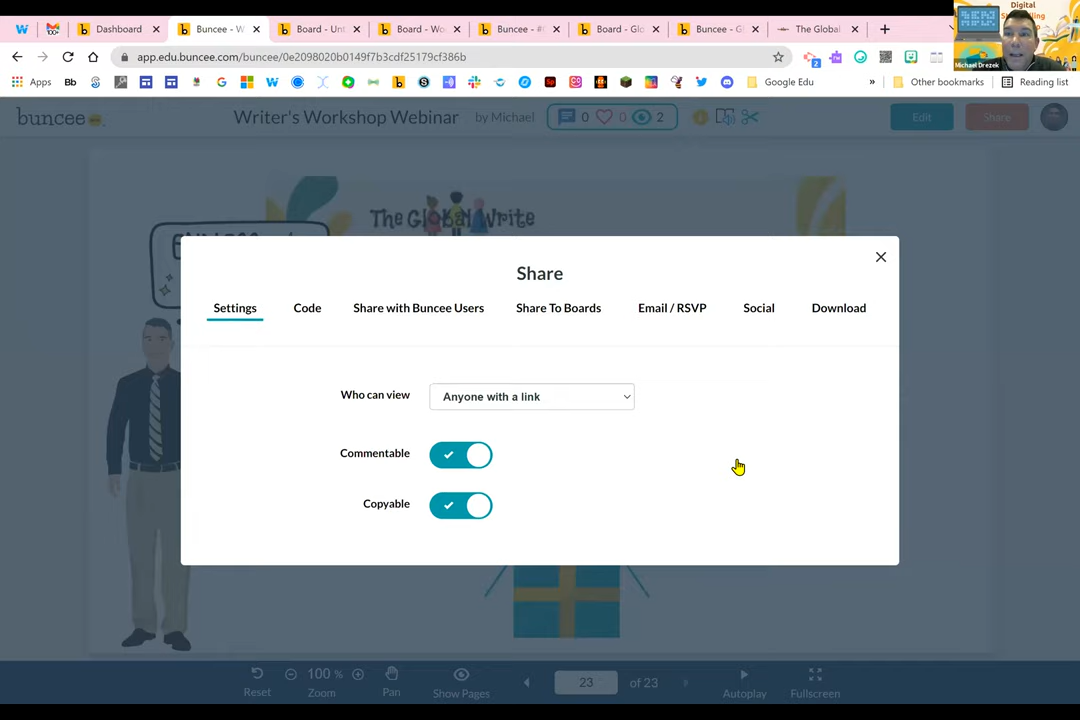 Dashboard
Buncee - W
Board - Unt
Board - Wo
Buncee - #
Board - Glo
Buncee - G
The Global
Digital
Michael Drezek
app.edu.buncee.com/buncee/0e2098020b0149f7b3cdf25179cf386b
Apps
Bb
Google Edu
»
Other bookmarks
Reading list
buncee
Writer's Workshop Webinar
by Michael
0
0
2
Edit
Share
The Global Write
Share
Settings
Code
Share with Buncee Users
Share To Boards
Email / RSVP
Social
Download
Who can view
Anyone with a link
Commentable
Copyable
Reset
100 %
Zoom
Pan
Show Pages
23
of 23
Autoplay
Fullscreen